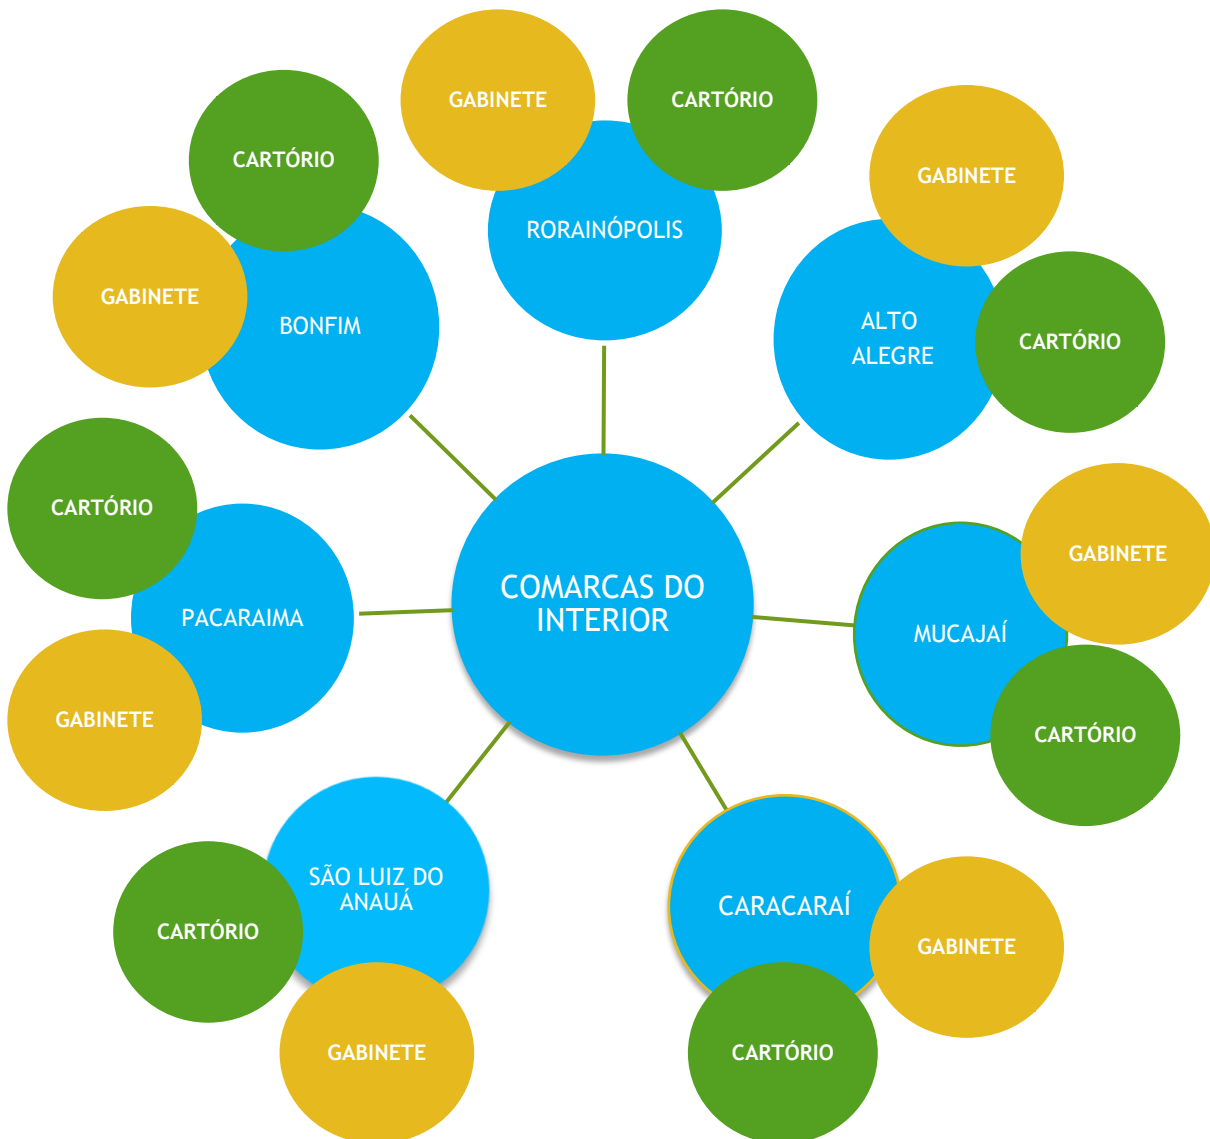 GABINETE
CARTÓRIO
RORAINÓPOLIS
CARTÓRIO
GABINETE
BONFIM
GABINETE
CARTÓRIO
ALTO
ALEGRE
CARTÓRIO
GABINETE
PACARAIMA
COMARCAS DO
INTERIOR
GABINETE
CARTÓRIO
MUCAJAÍ
CARTÓRIO
GABINETE
SÃO LUIZ DO
ANAUÁ
GABINETE
CARTÓRIO
CARACARAÍ